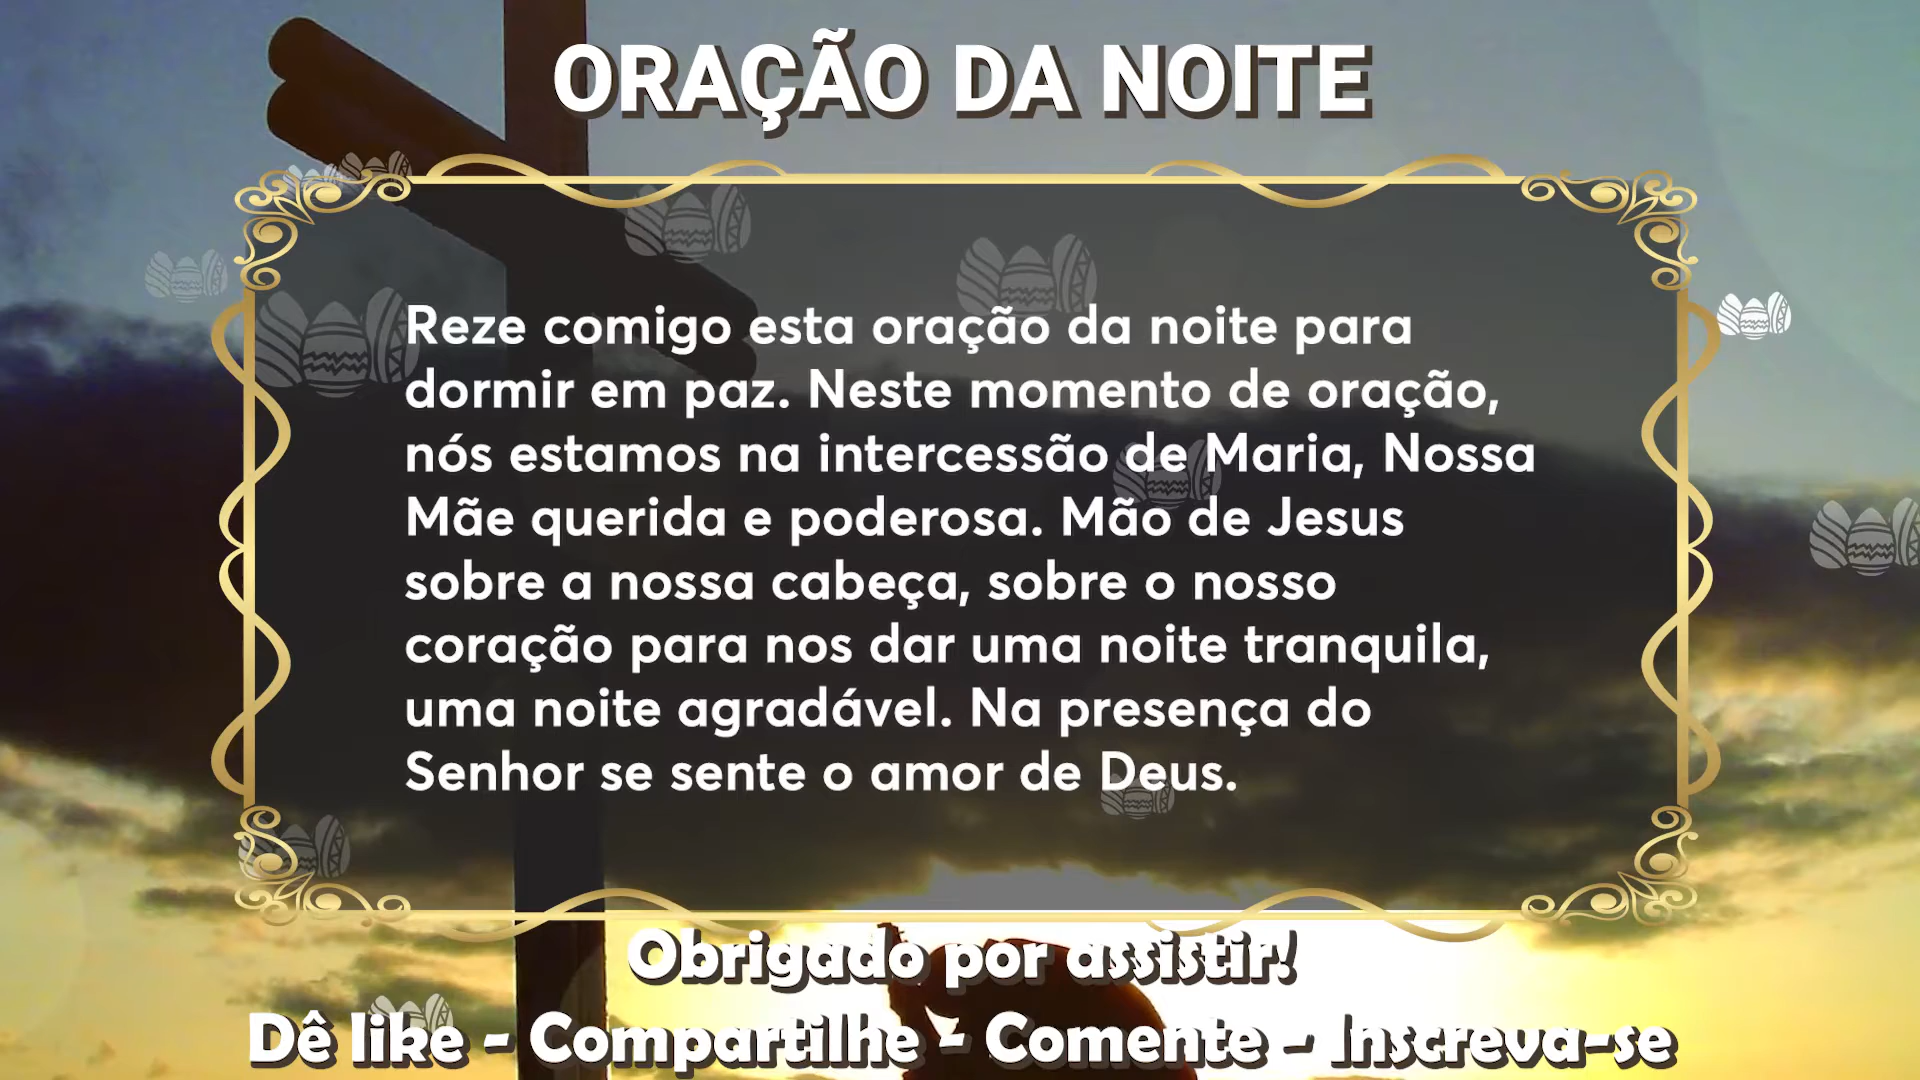 ORAÇÃO DA NOITE
Reze comigo esta oração da noite para
dormir em paz. Neste momento de oração,
nós estamos na intercessão de Maria, Nossa
Mãe querida e poderosa. Mão de Jesus
sobre a nossa cabeça, sobre o nosso
coração para nos dar uma noite tranquila,
uma noite agradável. Na presença do
Senhor se sente o amor de Deus.
Obrigado por assistir!
Dê like - Compartilhe - Comente - Inscreva-se